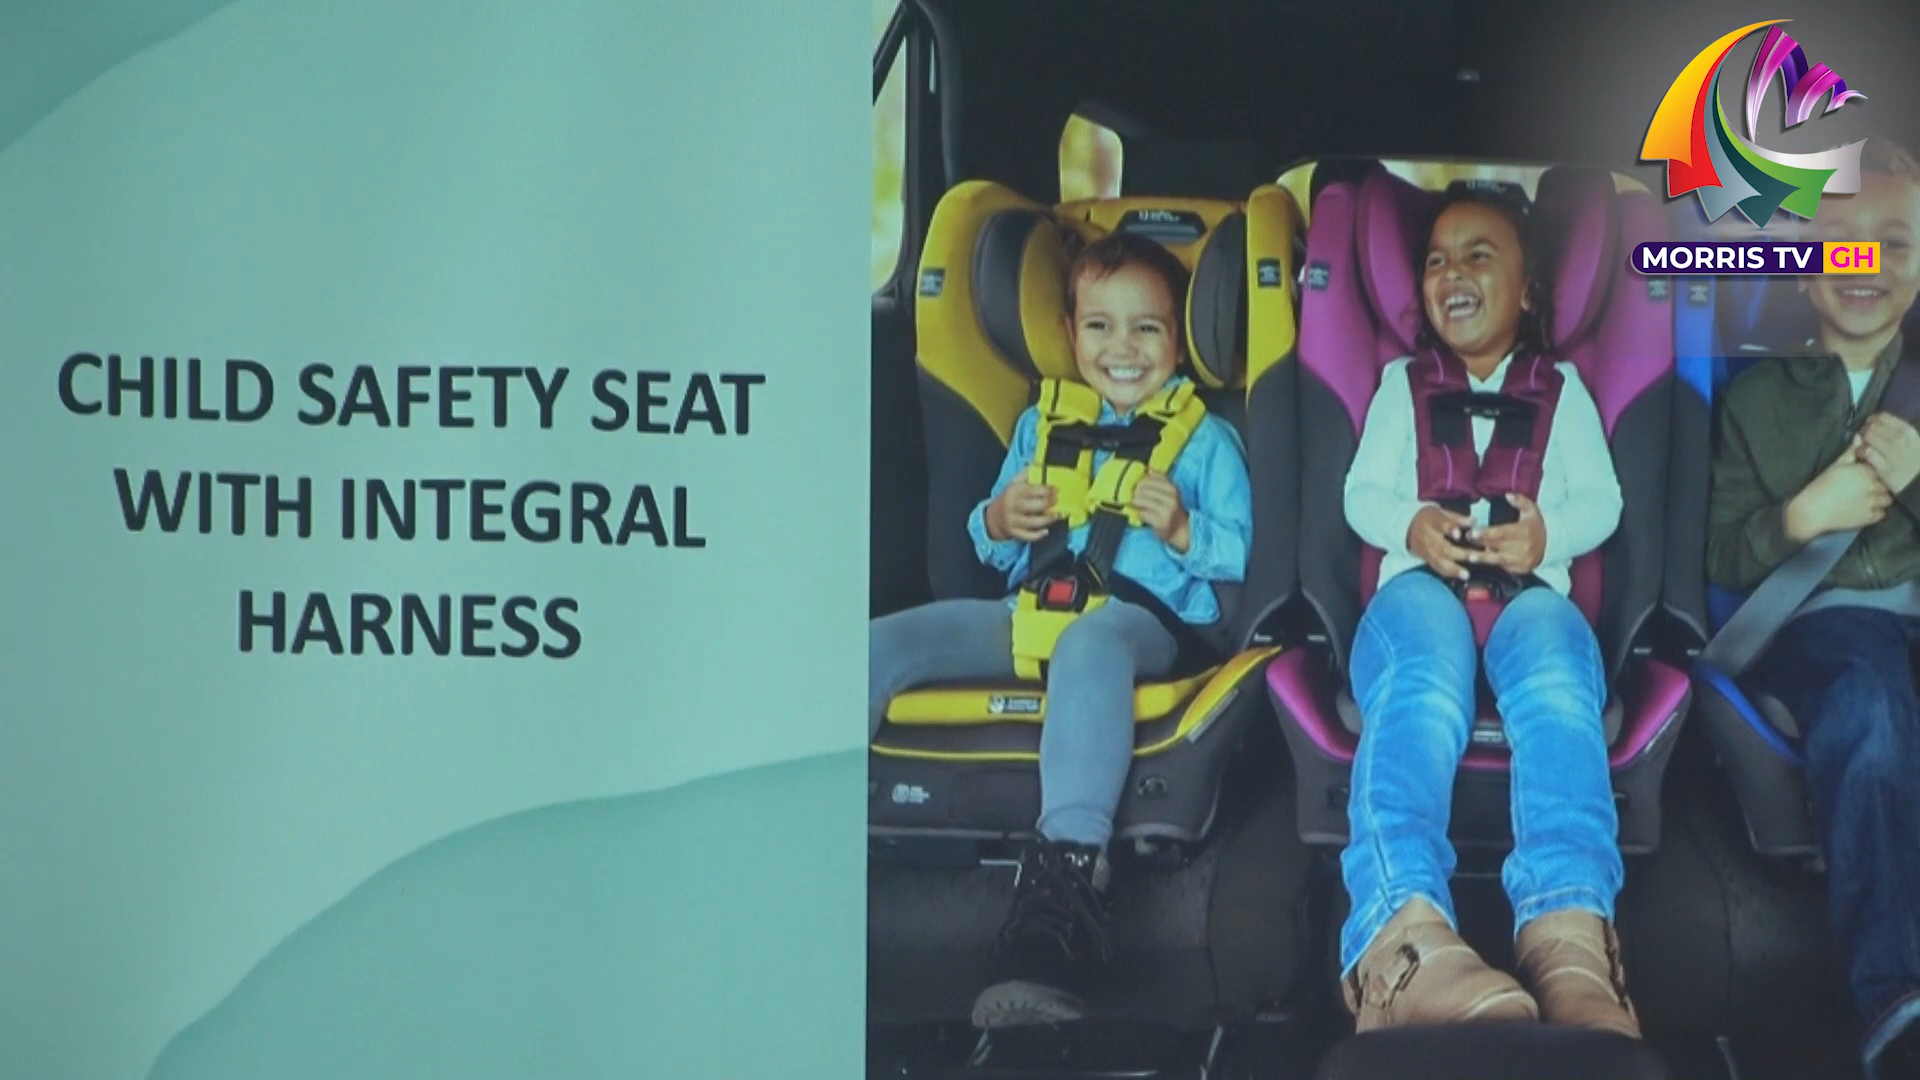 CHILD SAFETY SEAT
WITH INTEGRAL
HARNESS
MORRIS TV GH